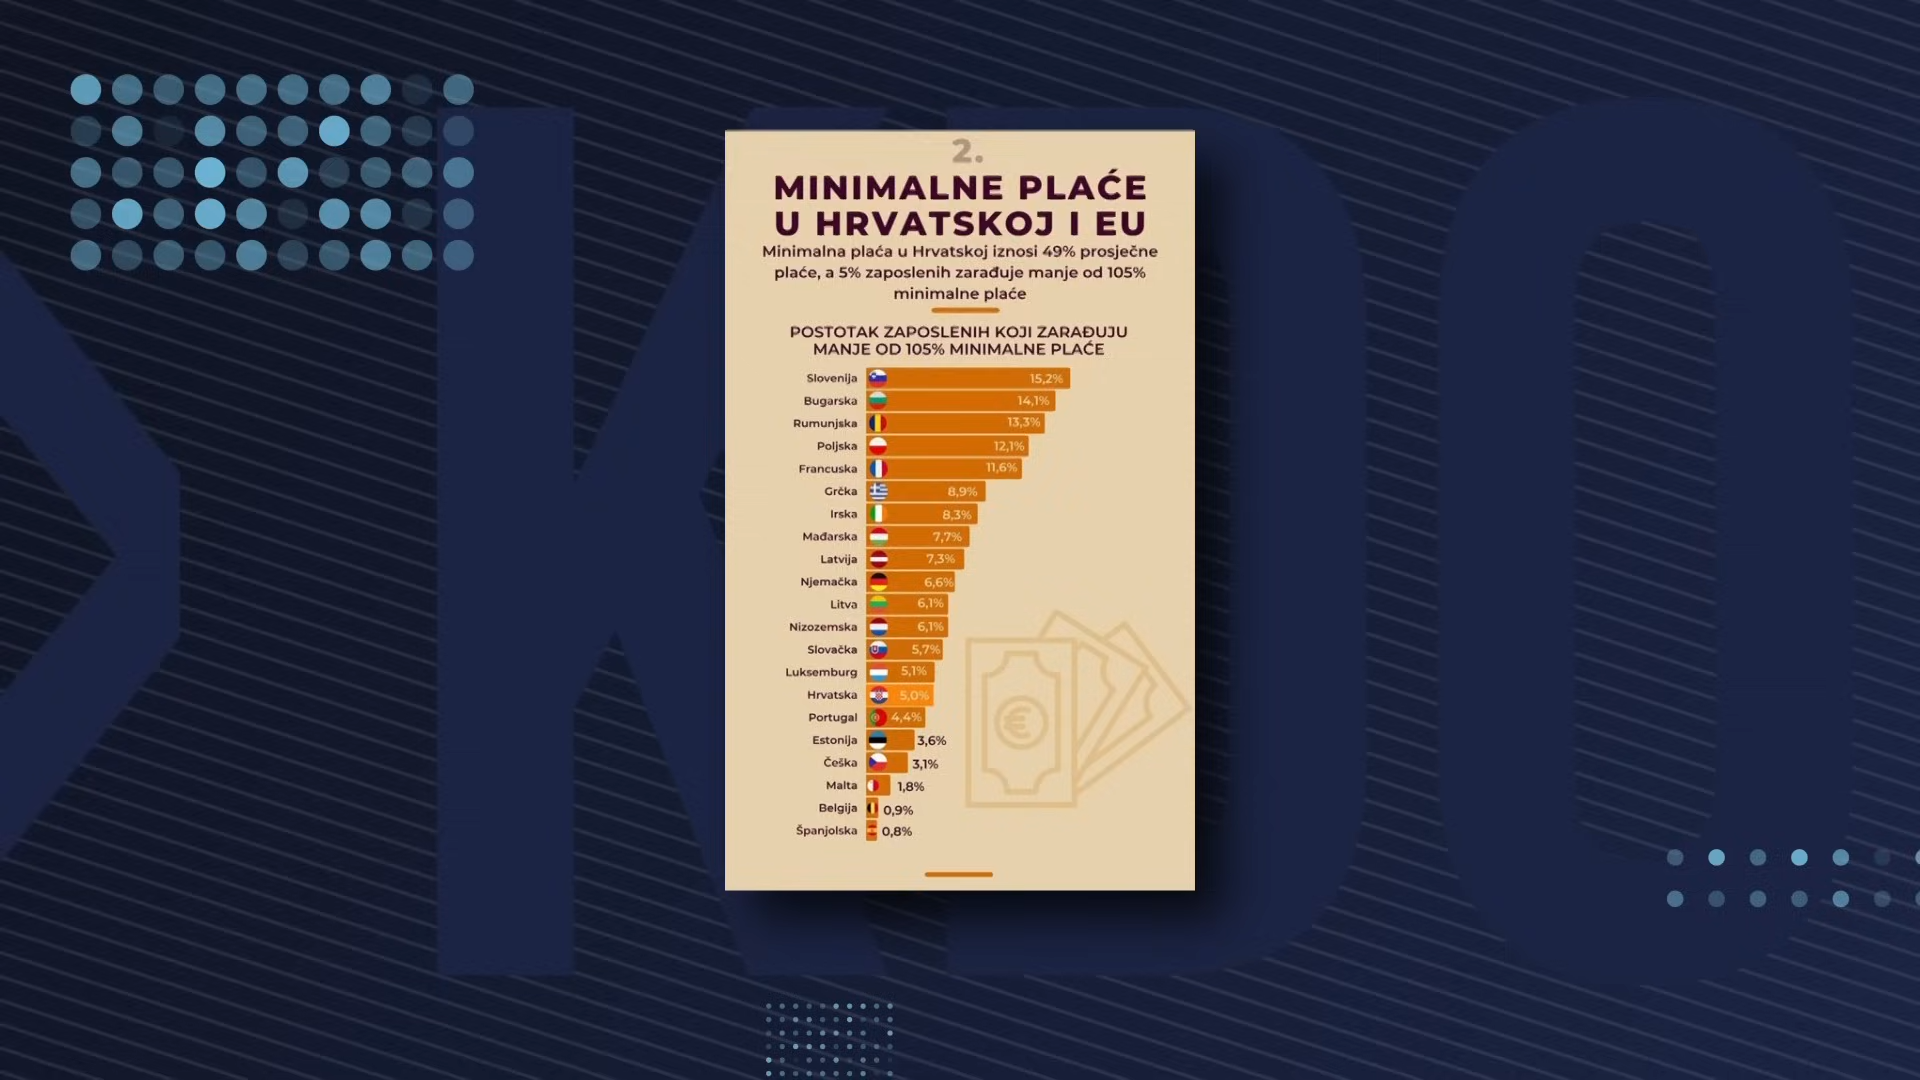 2.
MINIMALNE PLAĆE
U HRVATSKOJ I EU
Minimalna plaća u Hrvatskoj iznosi 49% prosječne
plaće, a 5% zaposlenih zarađuje manje od 105%
minimalne plaće
POSTOTAK ZAPOSLENIH KOJI ZARAĐUJU
MANJE OD 105% MINIMALNE PLAĆE
Slovenija 15,2%
Bugarska 14,1%
Rumunjska 13,3%
Poljska 12,1%
Francuska 11,6%
Grčka 8,9%
Irska 8,3%
Mađarska 7,7%
Latvija 7,3%
Njemačka 6,6%
Litva 6,1%
Nizozemska 6,1%
Slovačka 5,7%
Luksemburg 5,1%
Hrvatska 5,0%
Portugal 4,4%
Estonija 3,6%
Češka 3,1%
Malta 1,8%
Belgija 0,9%
Španjolska 0,8%